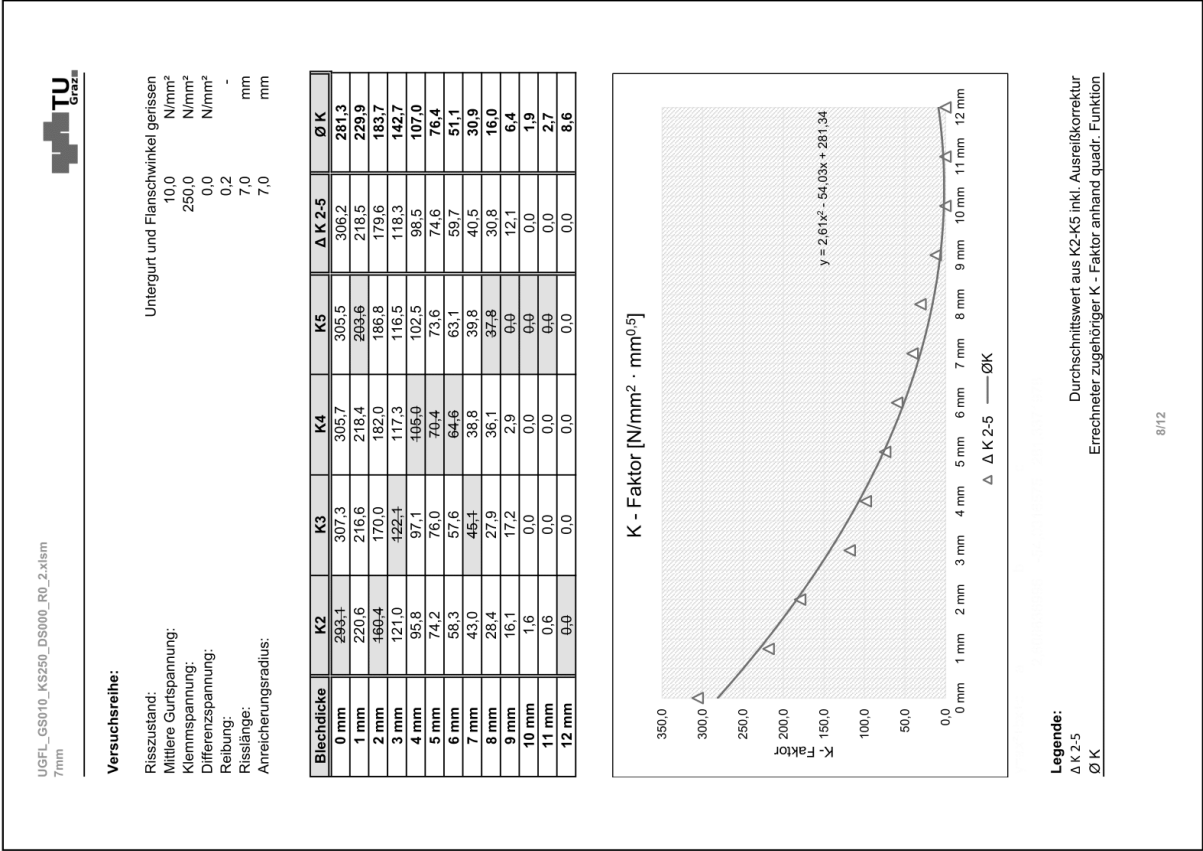 UGFL_GS010_KS250_DS000_R0_2.xlsm
7mm
TU
Graz
Versuchsreihe:
Risszustand: Untergurt und Flanschwinkel gerissen
Mittlere Gurtspannung: 10,0 N/mm²
Klemmspannung: 250,0 N/mm²
Differenzspannung: 0,0 N/mm²
Reibung: 0,2 -
Risslänge: 7,0 mm
Anreicherungsradius: 7,0 mm
Blechdicke K2 K3 K4 K5 Δ K 2-5 Ø K
0 mm 293,1 307,3 305,7 305,5 306,2 281,3
1 mm 220,6 216,6 218,4 203,6 218,5 229,9
2 mm 160,4 170,0 182,0 186,8 179,6 183,7
3 mm 121,0 122,1 117,3 116,5 118,3 142,7
4 mm 95,8 97,1 105,0 102,5 98,5 107,0
5 mm 74,2 76,0 70,4 73,6 74,6 76,4
6 mm 58,3 57,6 64,6 63,1 59,7 51,1
7 mm 43,0 45,1 38,8 39,8 40,5 30,9
8 mm 28,4 27,9 36,1 37,8 30,8 16,0
9 mm 16,1 17,2 2,9 0,0 12,1 6,4
10 mm 1,6 0,0 0,0 0,0 0,0 1,9
11 mm 0,6 0,0 0,0 0,0 0,0 2,7
12 mm 0,0 0,0 0,0 0,0 0,0 8,6
K - Faktor [N/mm² · mm⁰·⁵]
K- Faktor
350,0
300,0
250,0
200,0
150,0
100,0
50,0
0,0
y = 2,61x² - 54,03x + 281,34
0 mm 1 mm 2 mm 3 mm 4 mm 5 mm 6 mm 7 mm 8 mm 9 mm 10 mm 11 mm 12 mm
Δ K 2-5 ØK
Legende:
Δ K 2-5 Durchschnittswert aus K2-K5 inkl. Ausreißkorrektur
Ø K Errechneter zugehöriger K - Faktor anhand quadr. Funktion
8/12